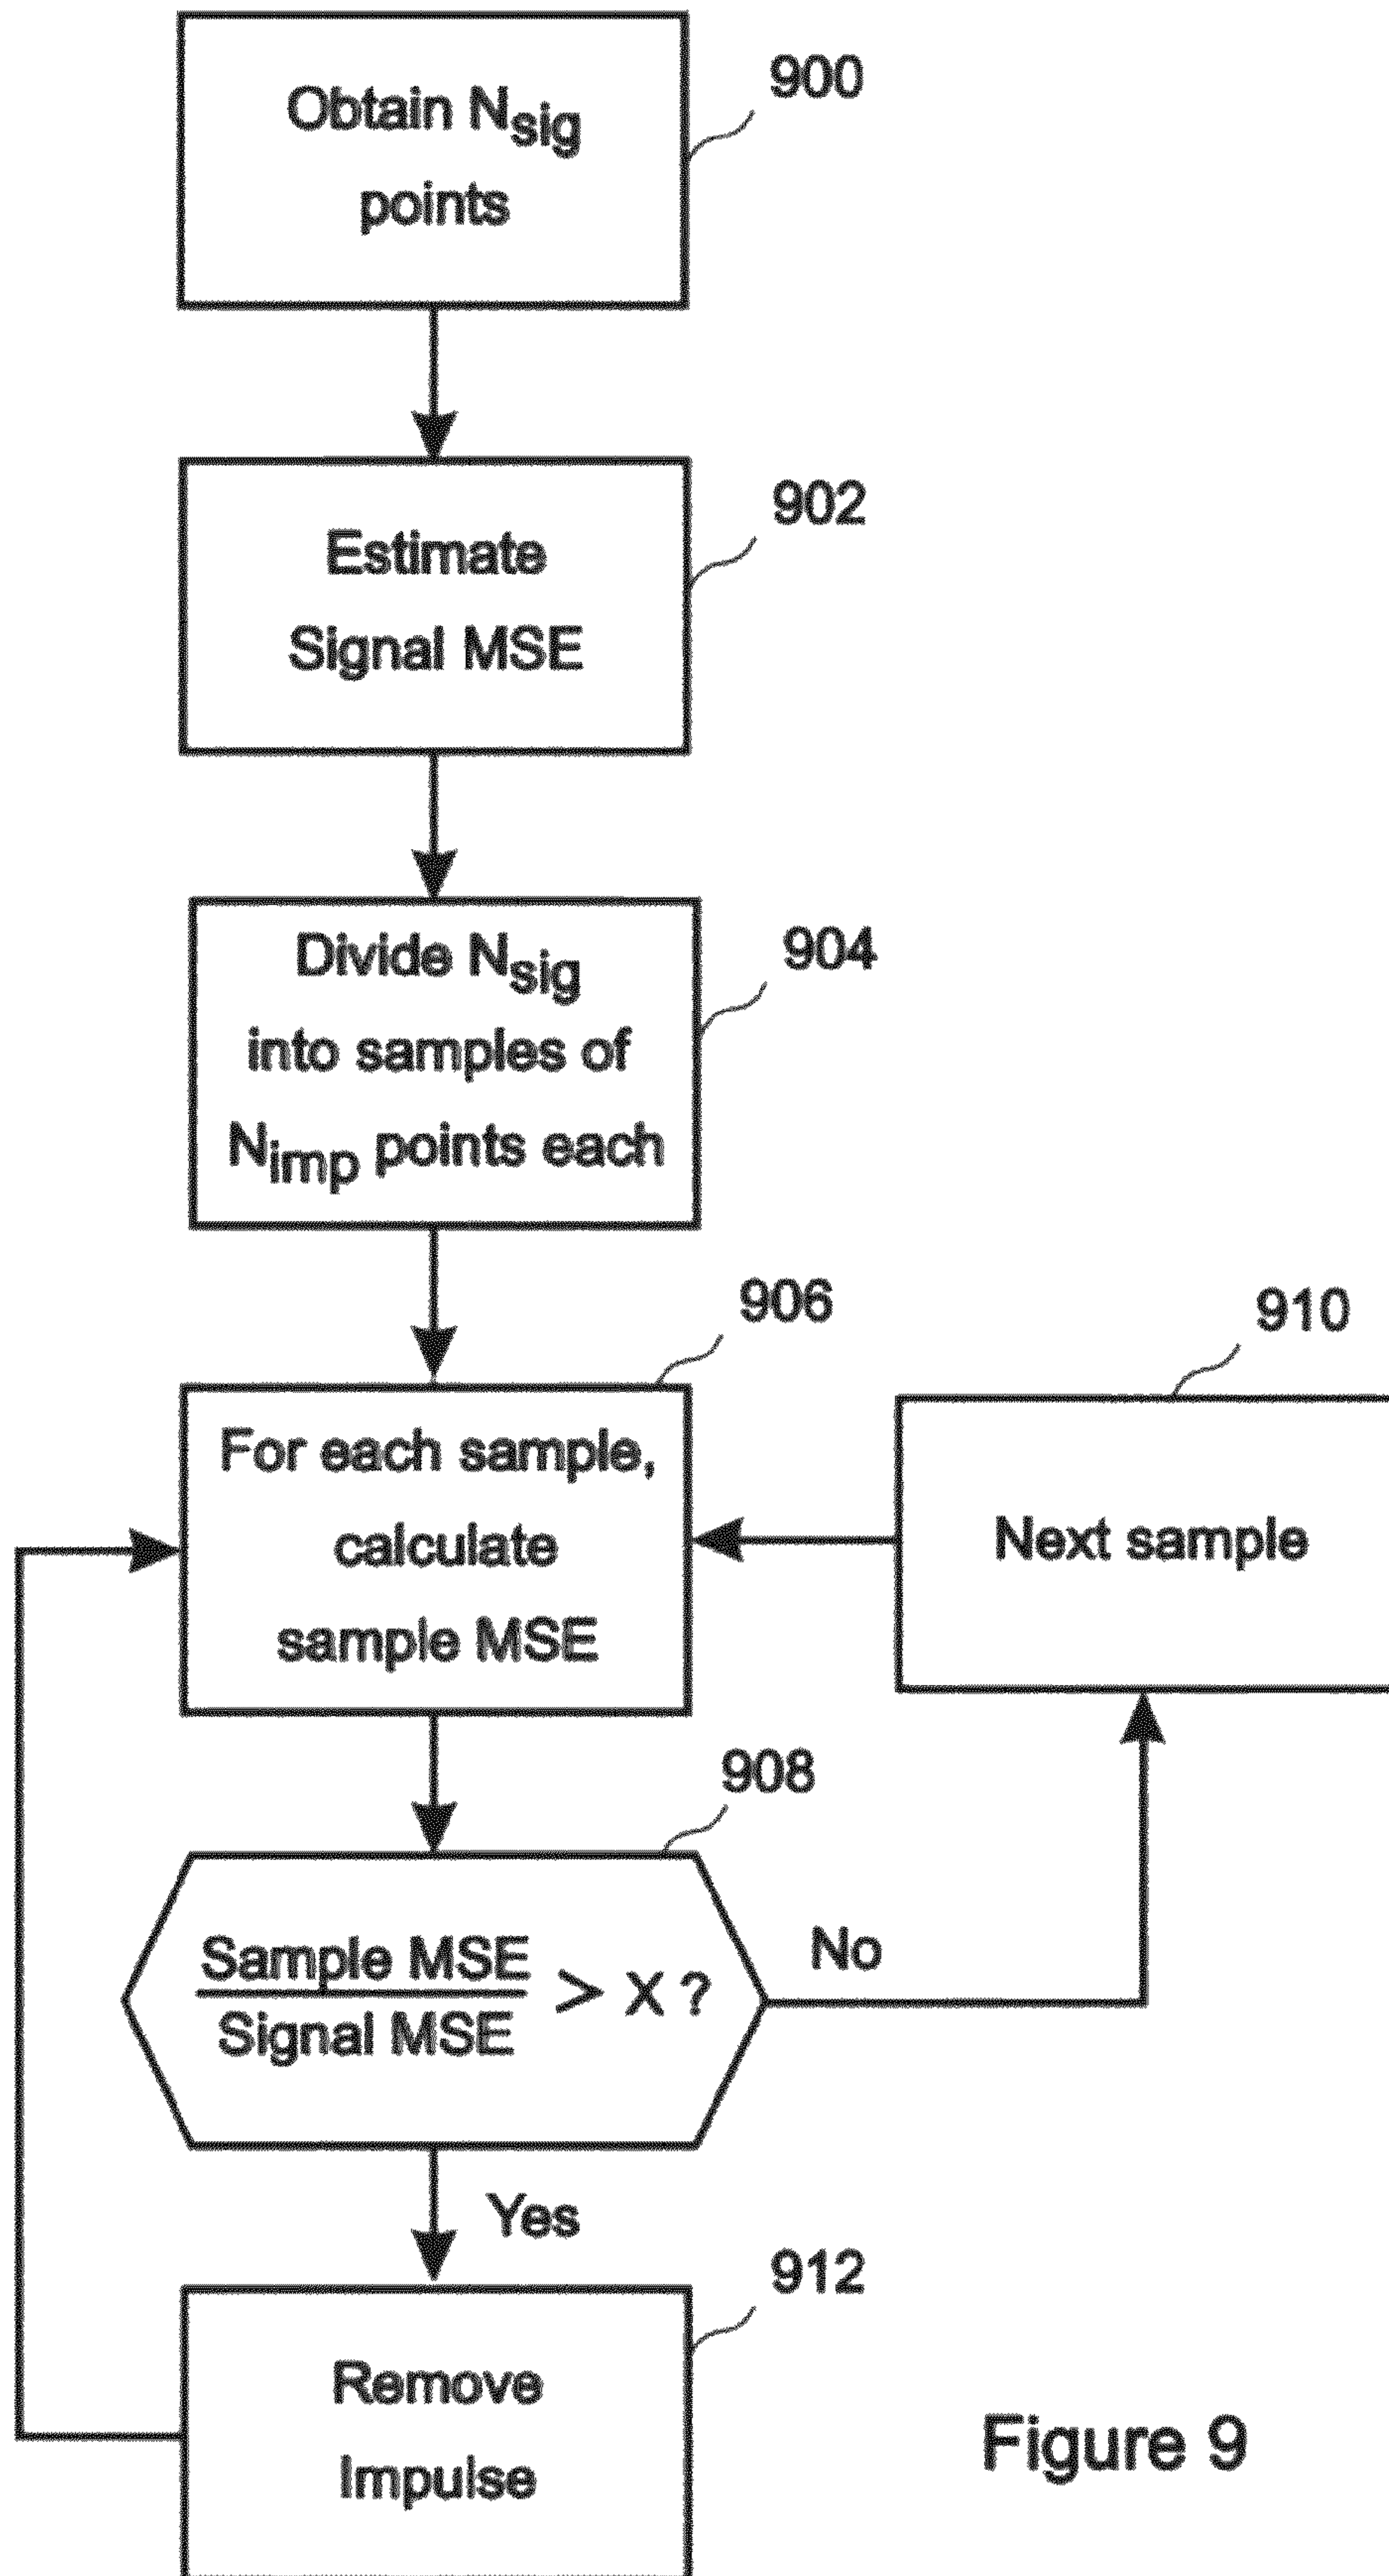 900
Obtain Nsig
points
902
Estimate
Signal MSE
904
Divide Nsig
into samples of
Nimp points each
906
For each sample,
calculate
sample MSE
910
Next sample
908
Sample MSE
Signal MSE
> X ?
No
Yes
912
Remove
Impulse
Figure 9